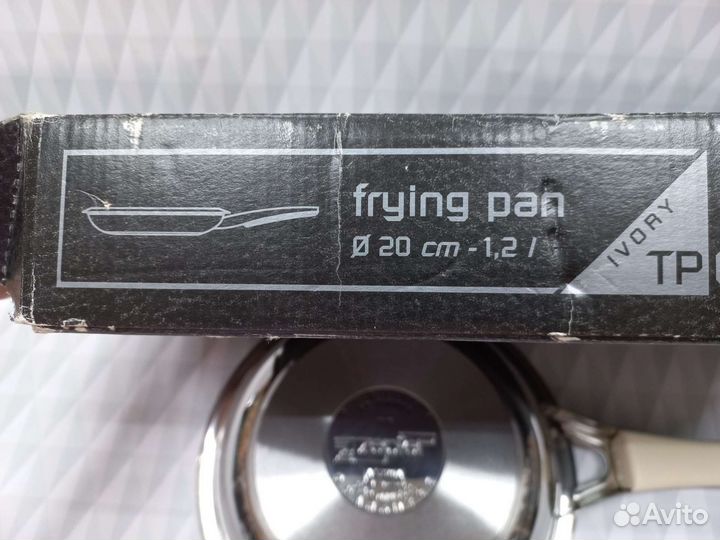 frying pan
Ø 20 cm - 1,2 l
IVORY
TP
Avito